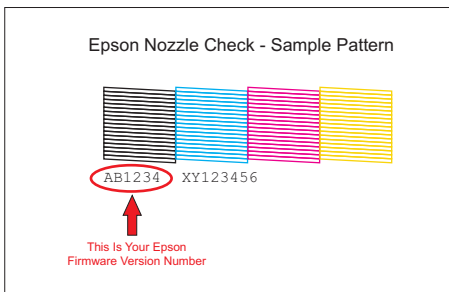 Epson Nozzle Check - Sample Pattern
AB1234 XY123456
This Is Your Epson
Firmware Version Number